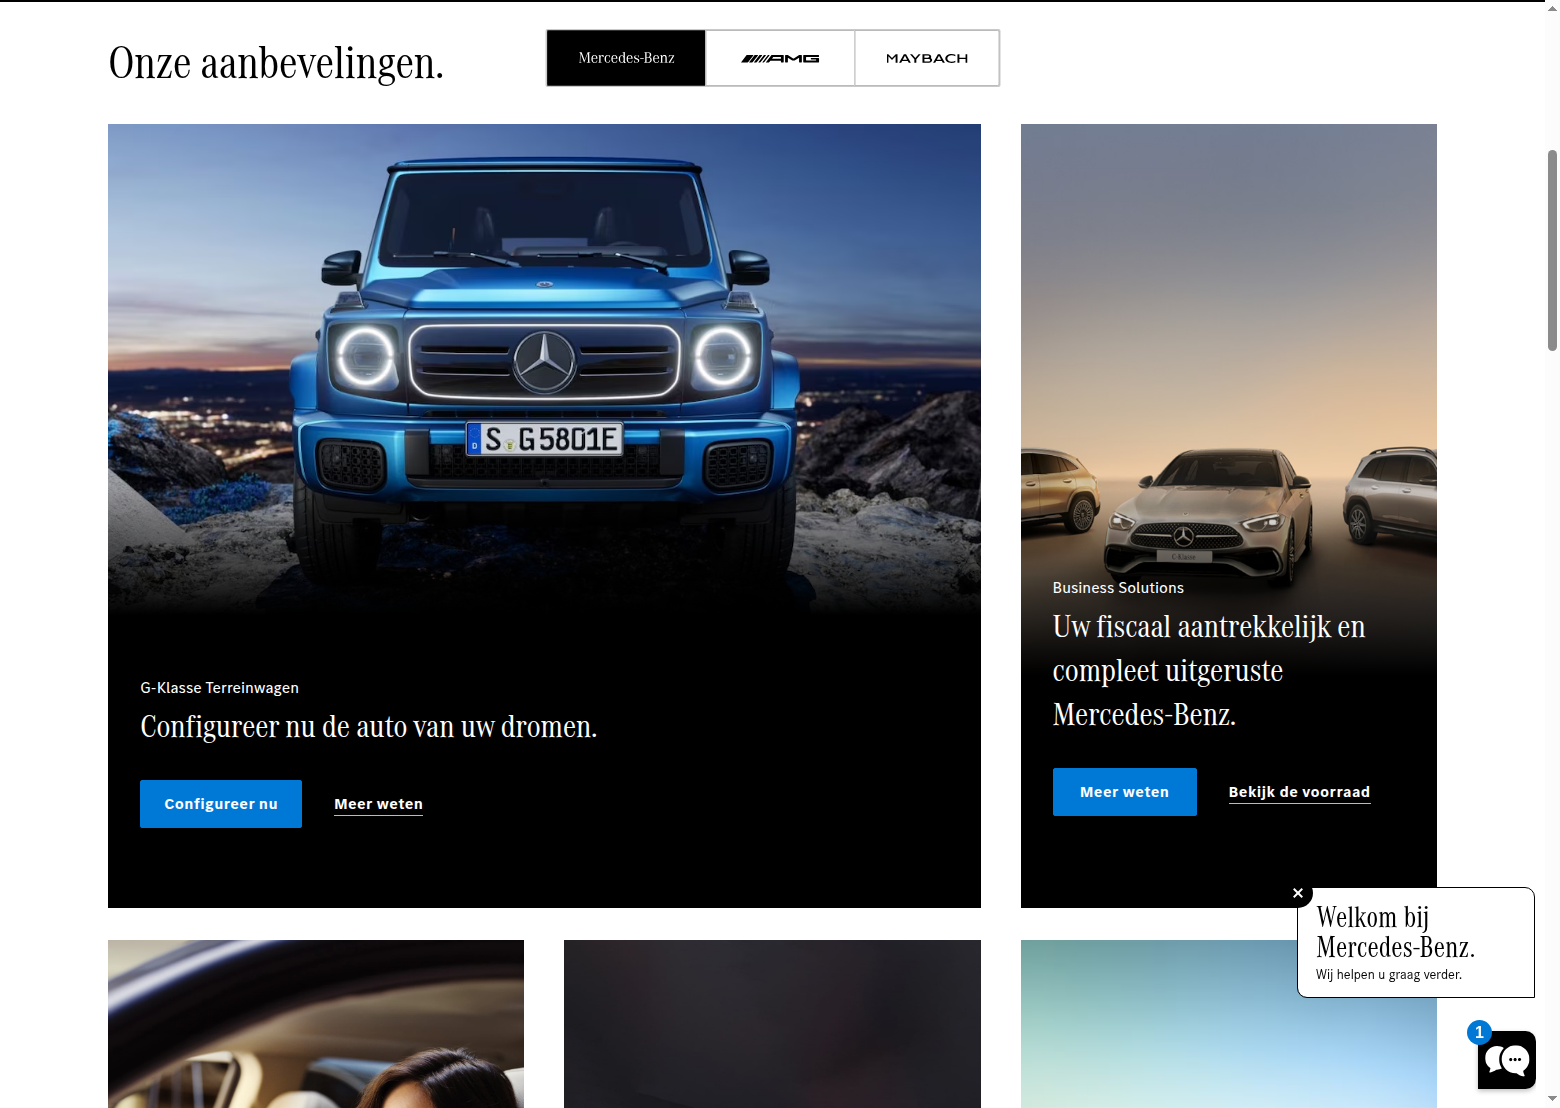 Onze aanbevelingen.
Mercedes-Benz
AMG
MAYBACH
S G 5801E
D
C-Klasse
G-Klasse Terreinwagen
Configureer nu de auto van uw dromen.
Configureer nu
Meer weten
Business Solutions
Uw fiscaal aantrekkelijk en
compleet uitgeruste
Mercedes-Benz.
Meer weten
Bekijk de voorraad
Welkom bij
Mercedes-Benz.
Wij helpen u graag verder.
1